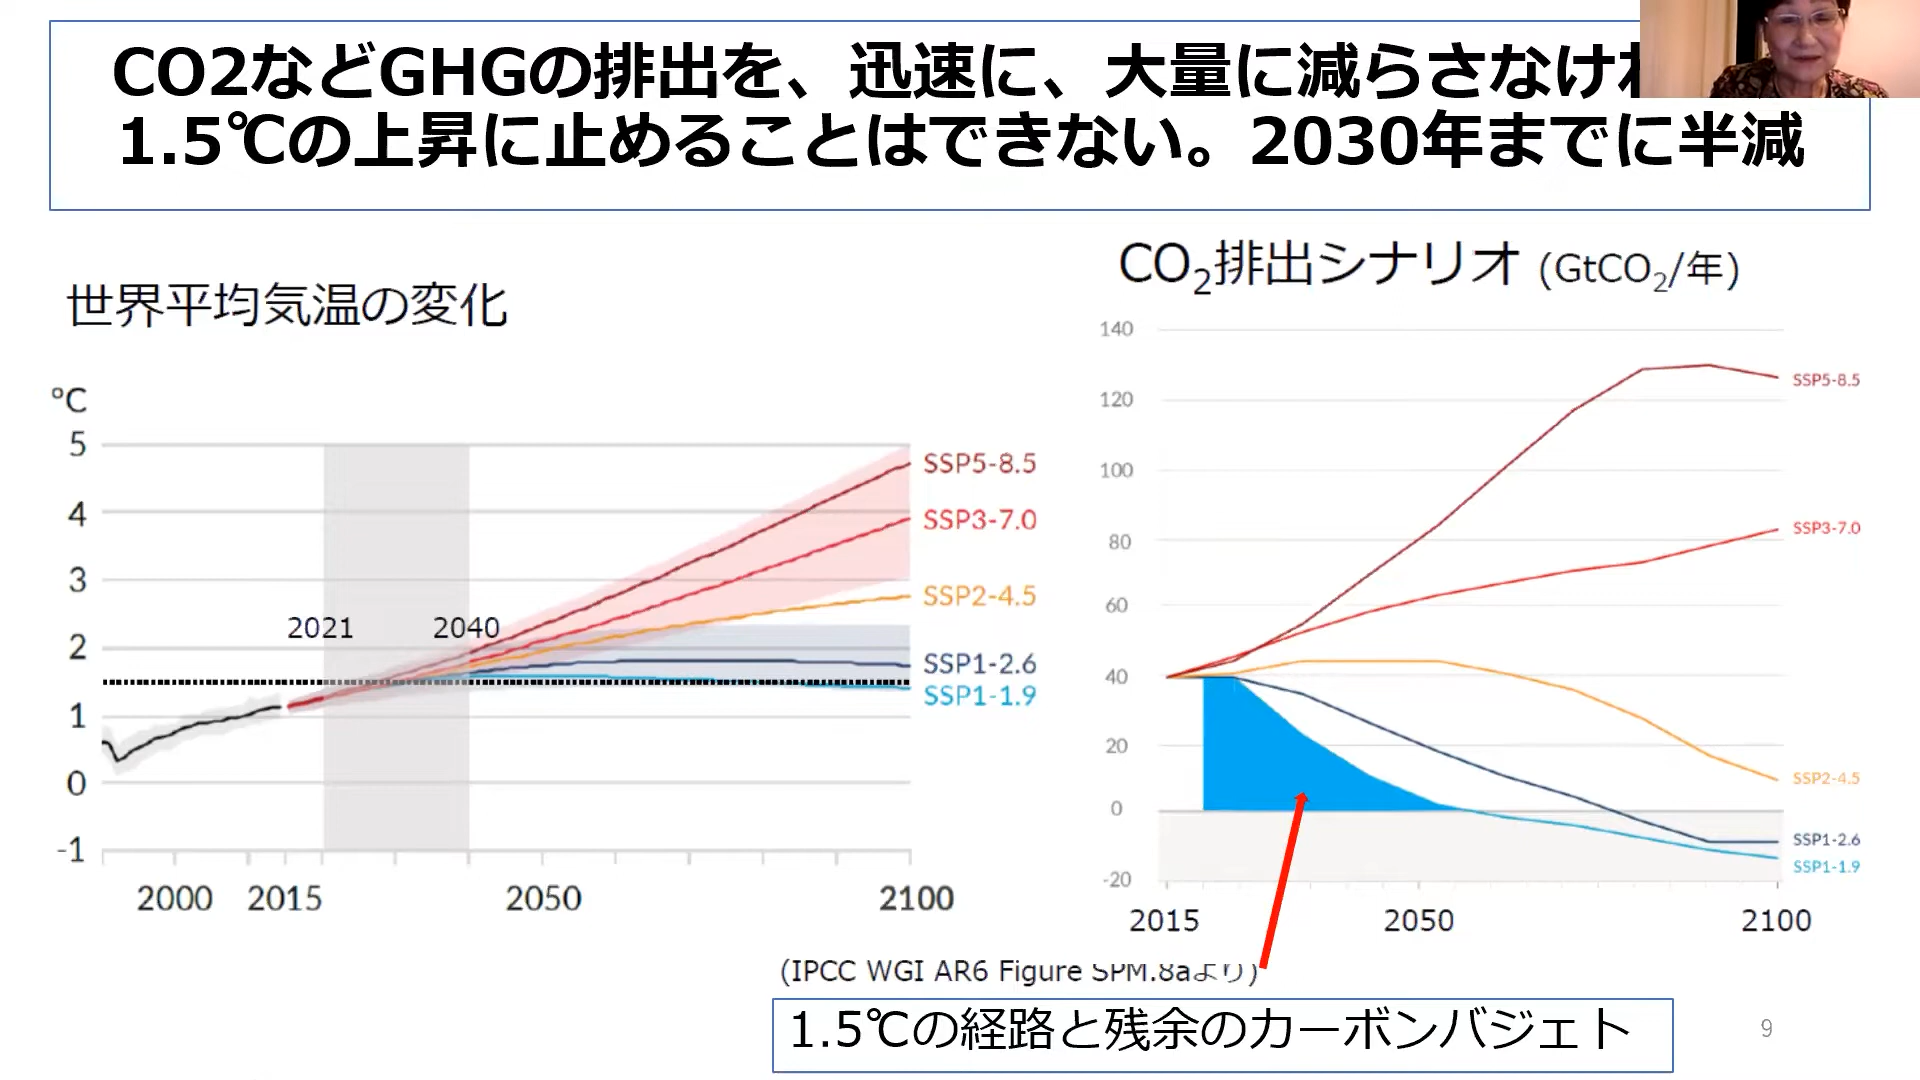 CO2などGHGの排出を、迅速に、大量に減らさなけ
1.5℃の上昇に止めることはできない。2030年までに半減
世界平均気温の変化
℃
5
4
3
2
1
0
-1
2021
2040
SSP5-8.5
SSP3-7.0
SSP2-4.5
SSP1-2.6
SSP1-1.9
2000
2015
2050
2100
CO₂排出シナリオ (GtCO₂/年)
140
120
100
80
60
40
20
0
-20
SSP5-8.5
SSP3-7.0
SSP2-4.5
SSP1-2.6
SSP1-1.9
2015
2050
2100
(IPCC WGI AR6 Figure SPM.8aより)
1.5℃の経路と残余のカーボンバジェト
9